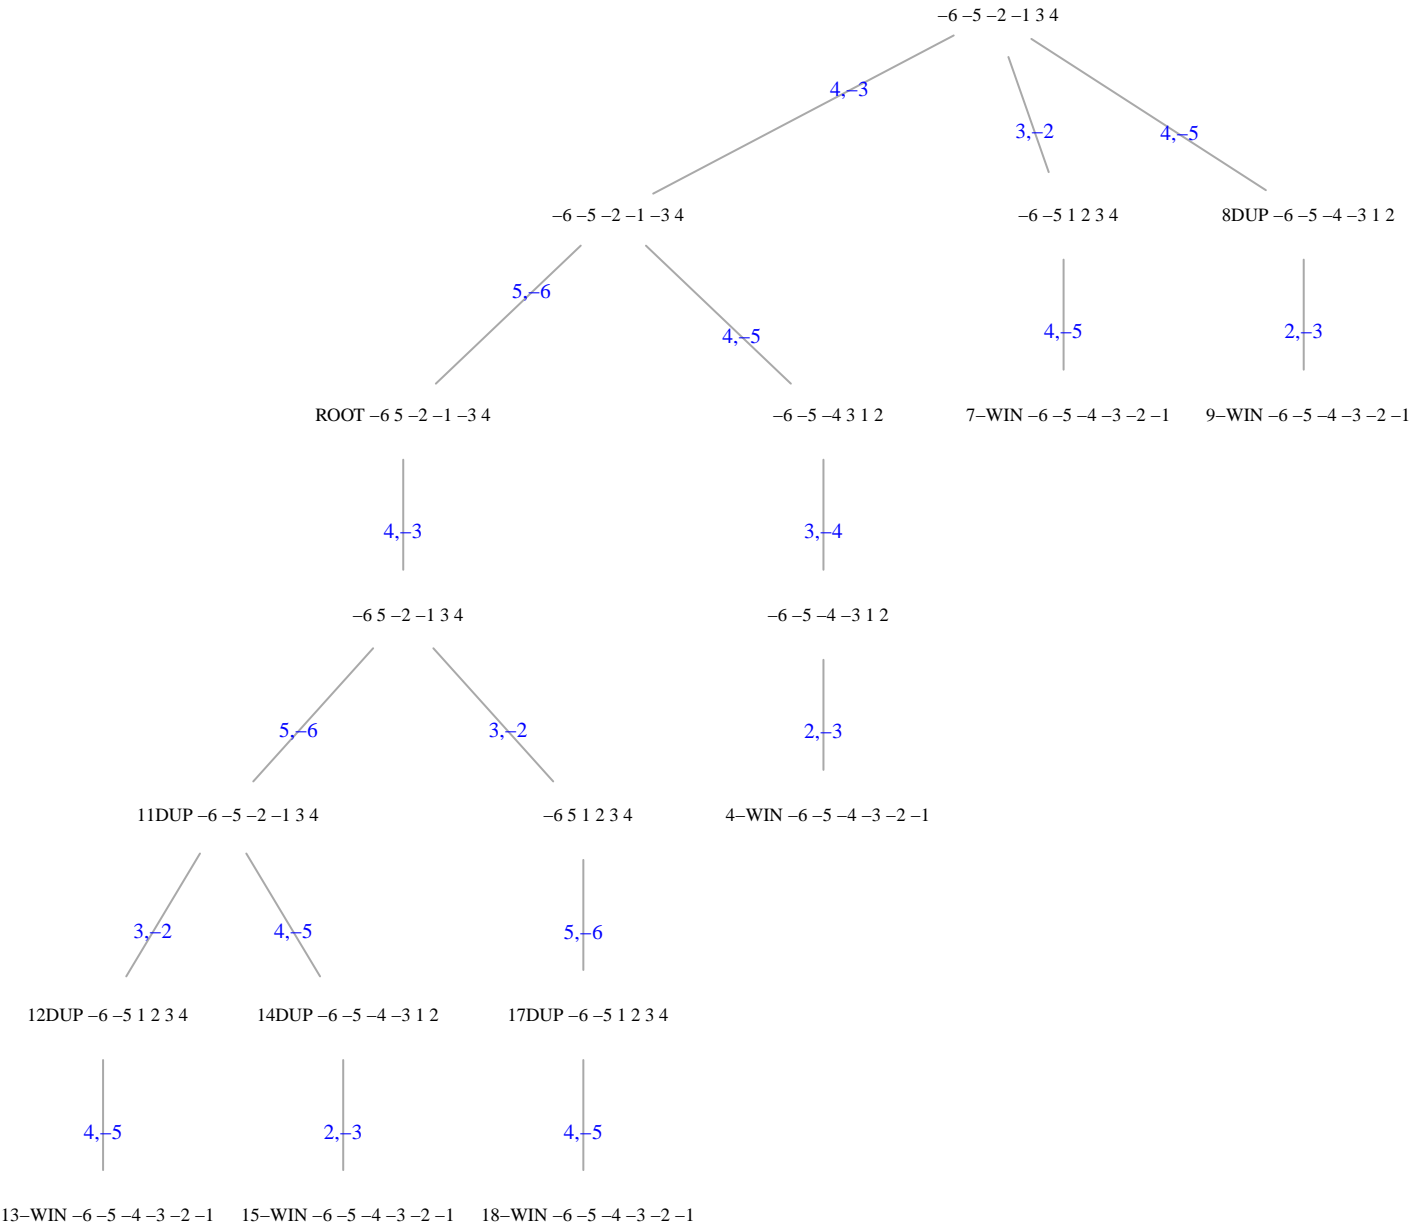 –6 –5 –2 –1 3 4
4,–3
3,–2
4,–5
–6 –5 –2 –1 –3 4
–6 –5 1 2 3 4
8DUP –6 –5 –4 –3 1 2
5,–6
4,–5
4,–5
2,–3
ROOT –6 5 –2 –1 –3 4
–6 –5 –4 3 1 2
7–WIN –6 –5 –4 –3 –2 –1
9–WIN –6 –5 –4 –3 –2 –1
4,–3
3,–4
–6 5 –2 –1 3 4
–6 –5 –4 –3 1 2
5,–6
3,–2
2,–3
11DUP –6 –5 –2 –1 3 4
–6 5 1 2 3 4
4–WIN –6 –5 –4 –3 –2 –1
3,–2
4,–5
5,–6
12DUP –6 –5 1 2 3 4
14DUP –6 –5 –4 –3 1 2
17DUP –6 –5 1 2 3 4
4,–5
2,–3
4,–5
13–WIN –6 –5 –4 –3 –2 –1
15–WIN –6 –5 –4 –3 –2 –1
18–WIN –6 –5 –4 –3 –2 –1